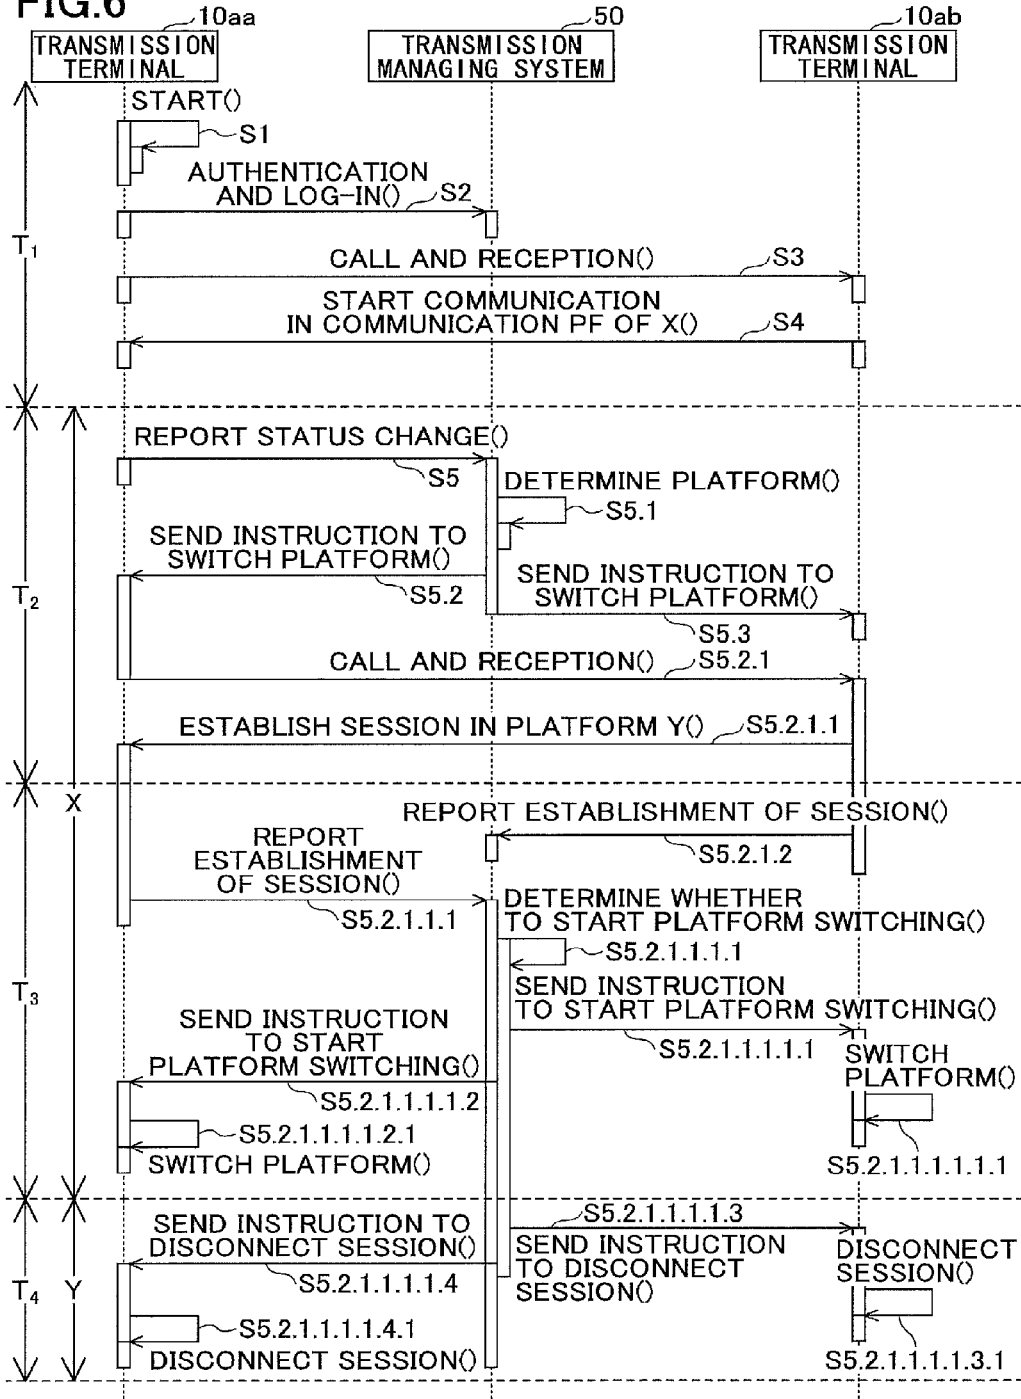 FIG.6
10aa
50
10ab
TRANSMISSION
TERMINAL
TRANSMISSION
MANAGING SYSTEM
TRANSMISSION
TERMINAL
START()
S1
AUTHENTICATION
AND LOG-IN()
S2
T1
CALL AND RECEPTION()
S3
START COMMUNICATION
IN COMMUNICATION PF OF X()
S4
REPORT STATUS CHANGE()
S5
DETERMINE PLATFORM()
S5.1
SEND INSTRUCTION TO
SWITCH PLATFORM()
S5.2
T2
SEND INSTRUCTION TO
SWITCH PLATFORM()
S5.3
CALL AND RECEPTION()
S5.2.1
ESTABLISH SESSION IN PLATFORM Y()
S5.2.1.1
X
REPORT ESTABLISHMENT OF SESSION()
S5.2.1.2
REPORT
ESTABLISHMENT
OF SESSION()
S5.2.1.1.1
DETERMINE WHETHER
TO START PLATFORM SWITCHING()
S5.2.1.1.1.1
T3
SEND INSTRUCTION
TO START PLATFORM SWITCHING()
S5.2.1.1.1.1.1
SEND INSTRUCTION
TO START
PLATFORM SWITCHING()
S5.2.1.1.1.1.2
SWITCH
PLATFORM()
S5.2.1.1.1.1.1.1
S5.2.1.1.1.1.2.1
SWITCH PLATFORM()
S5.2.1.1.1.1.3
SEND INSTRUCTION TO
DISCONNECT SESSION()
S5.2.1.1.1.1.4
SEND INSTRUCTION
TO DISCONNECT
SESSION()
DISCONNECT
SESSION()
T4
Y
S5.2.1.1.1.1.4.1
DISCONNECT SESSION()
S5.2.1.1.1.1.3.1